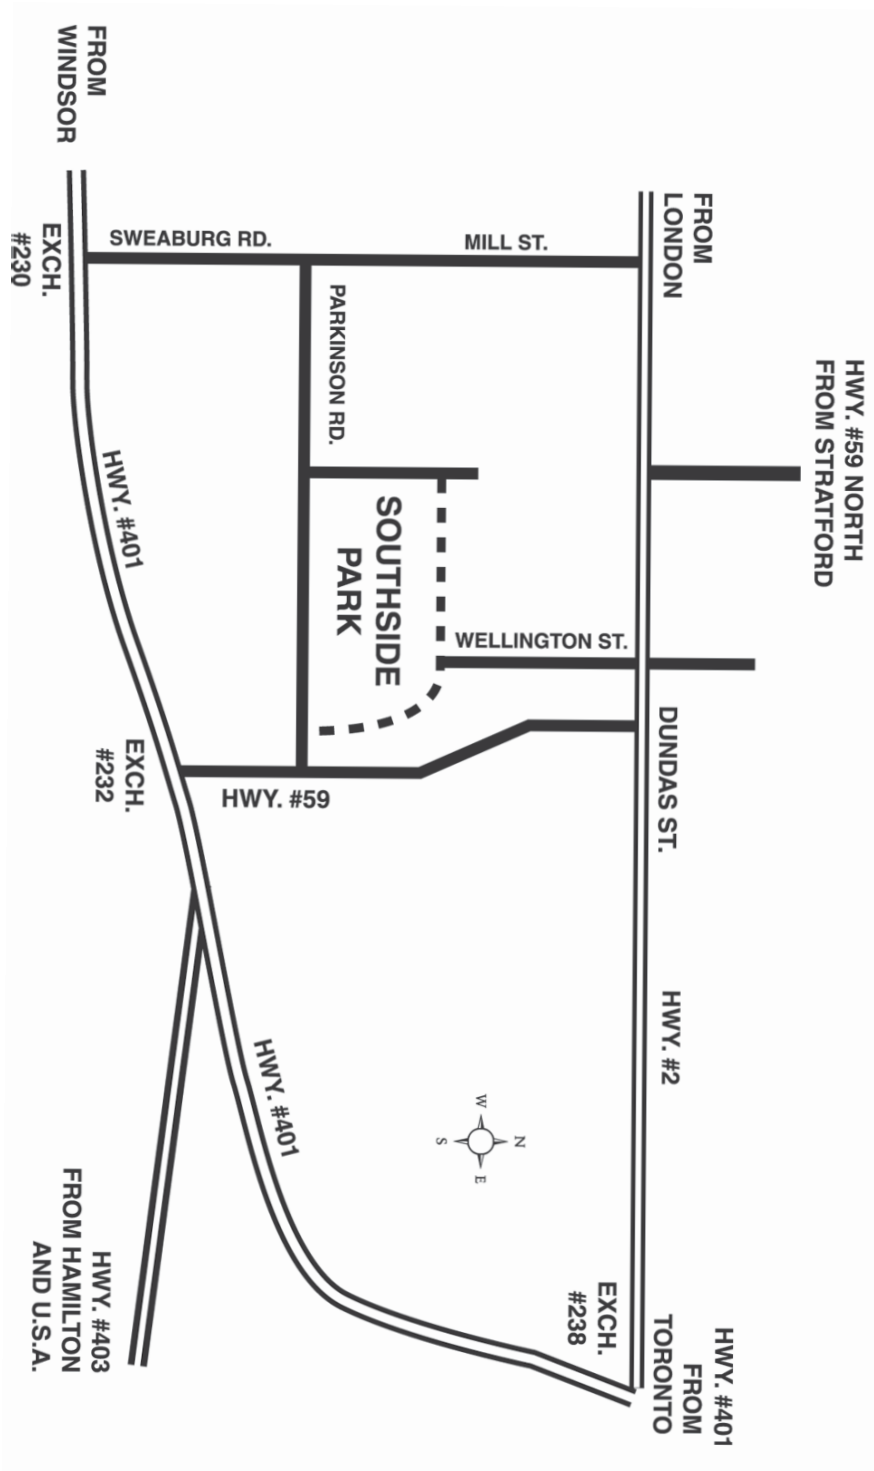 HWY. #59 NORTH
FROM STRATFORD
FROM
LONDON
DUNDAS ST.
HWY. #2
HWY. #401
FROM
TORONTO
EXCH.
#238
MILL ST.
SWEABURG RD.
PARKINSON RD.
SOUTHSIDE
PARK
WELLINGTON ST.
HWY. #59
N
W
E
S
FROM
WINDSOR
EXCH.
#230
HWY. #401
EXCH.
#232
HWY. #401
HWY. #403
FROM HAMILTON
AND U.S.A.